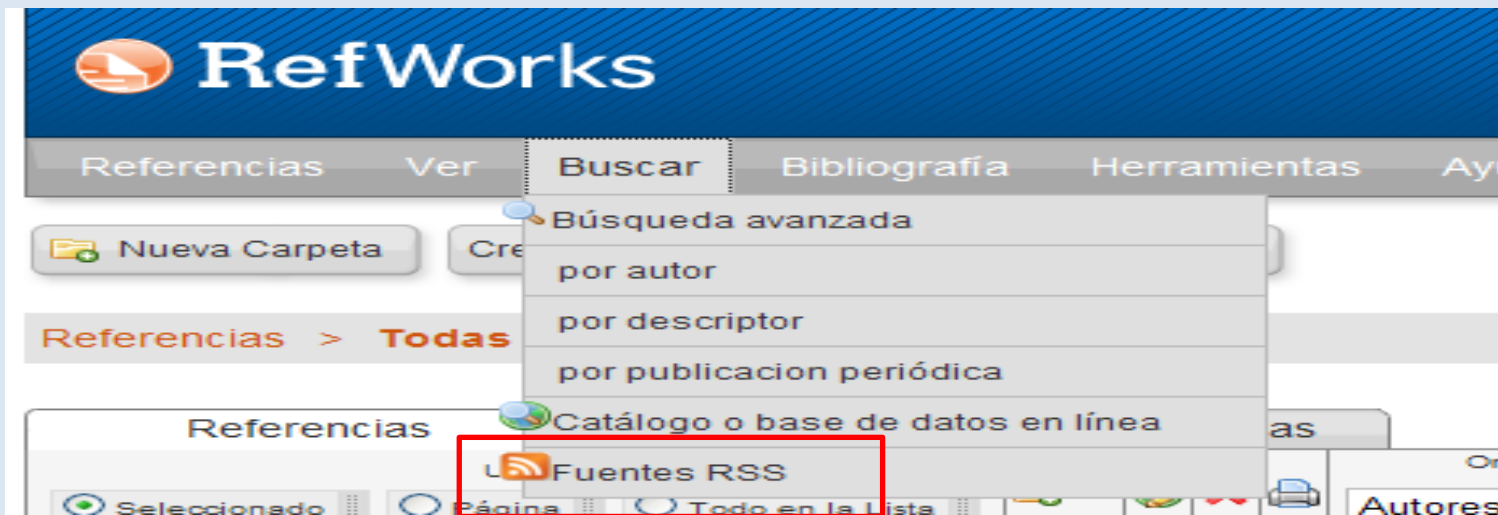 RefWorks
Referencias Ver Buscar Bibliografía Herramientas
Búsqueda avanzada
Nueva Carpeta
por autor
por descriptor
Referencias > Todas
por publicacion periódica
Referencias Catálogo o base de datos en línea
Fuentes RSS
Seleccionado Página Todo en la Lista Autores